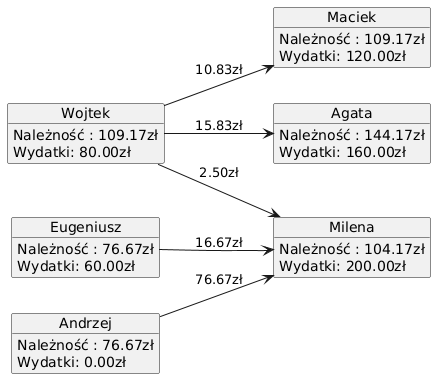 Maciek
Należność : 109.17zł
Wydatki: 120.00zł
10.83zł
Wojtek
Należność : 109.17zł
Wydatki: 80.00zł
15.83zł
Agata
Należność : 144.17zł
Wydatki: 160.00zł
2.50zł
Eugeniusz
Należność : 76.67zł
Wydatki: 60.00zł
16.67zł
Milena
Należność : 104.17zł
Wydatki: 200.00zł
76.67zł
Andrzej
Należność : 76.67zł
Wydatki: 0.00zł